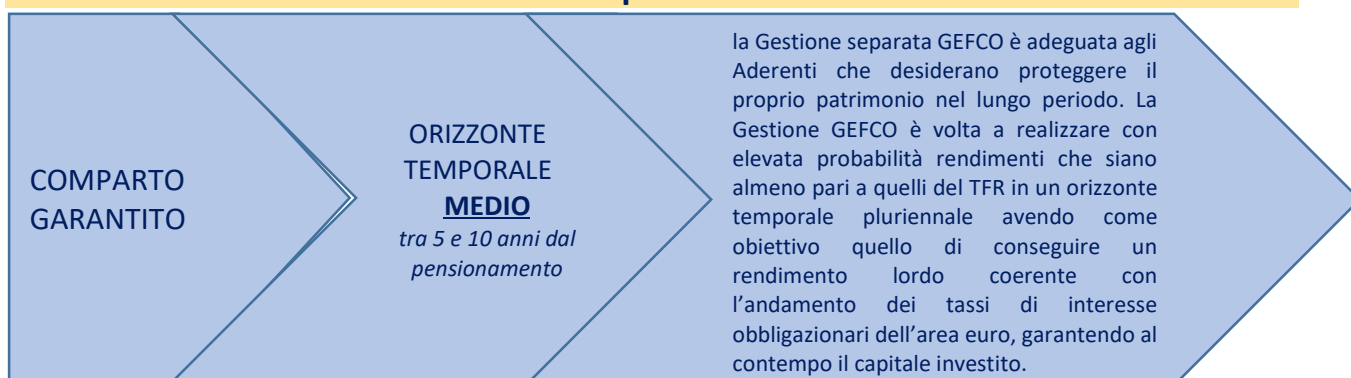 COMPARTO
GARANTITO
ORIZZONTE
TEMPORALE
MEDIO
tra 5 e 10 anni dal
pensionamento
la Gestione separata GEFCO è adeguata agli
Aderenti che desiderano proteggere il
proprio patrimonio nel lungo periodo. La
Gestione GEFCO è volta a realizzare con
elevata probabilità rendimenti che siano
almeno pari a quelli del TFR in un orizzonte
temporale pluriennale avendo come
obiettivo quello di conseguire un
rendimento lordo coerente con
l’andamento dei tassi di interesse
obbligazionari dell’area euro, garantendo al
contempo il capitale investito.